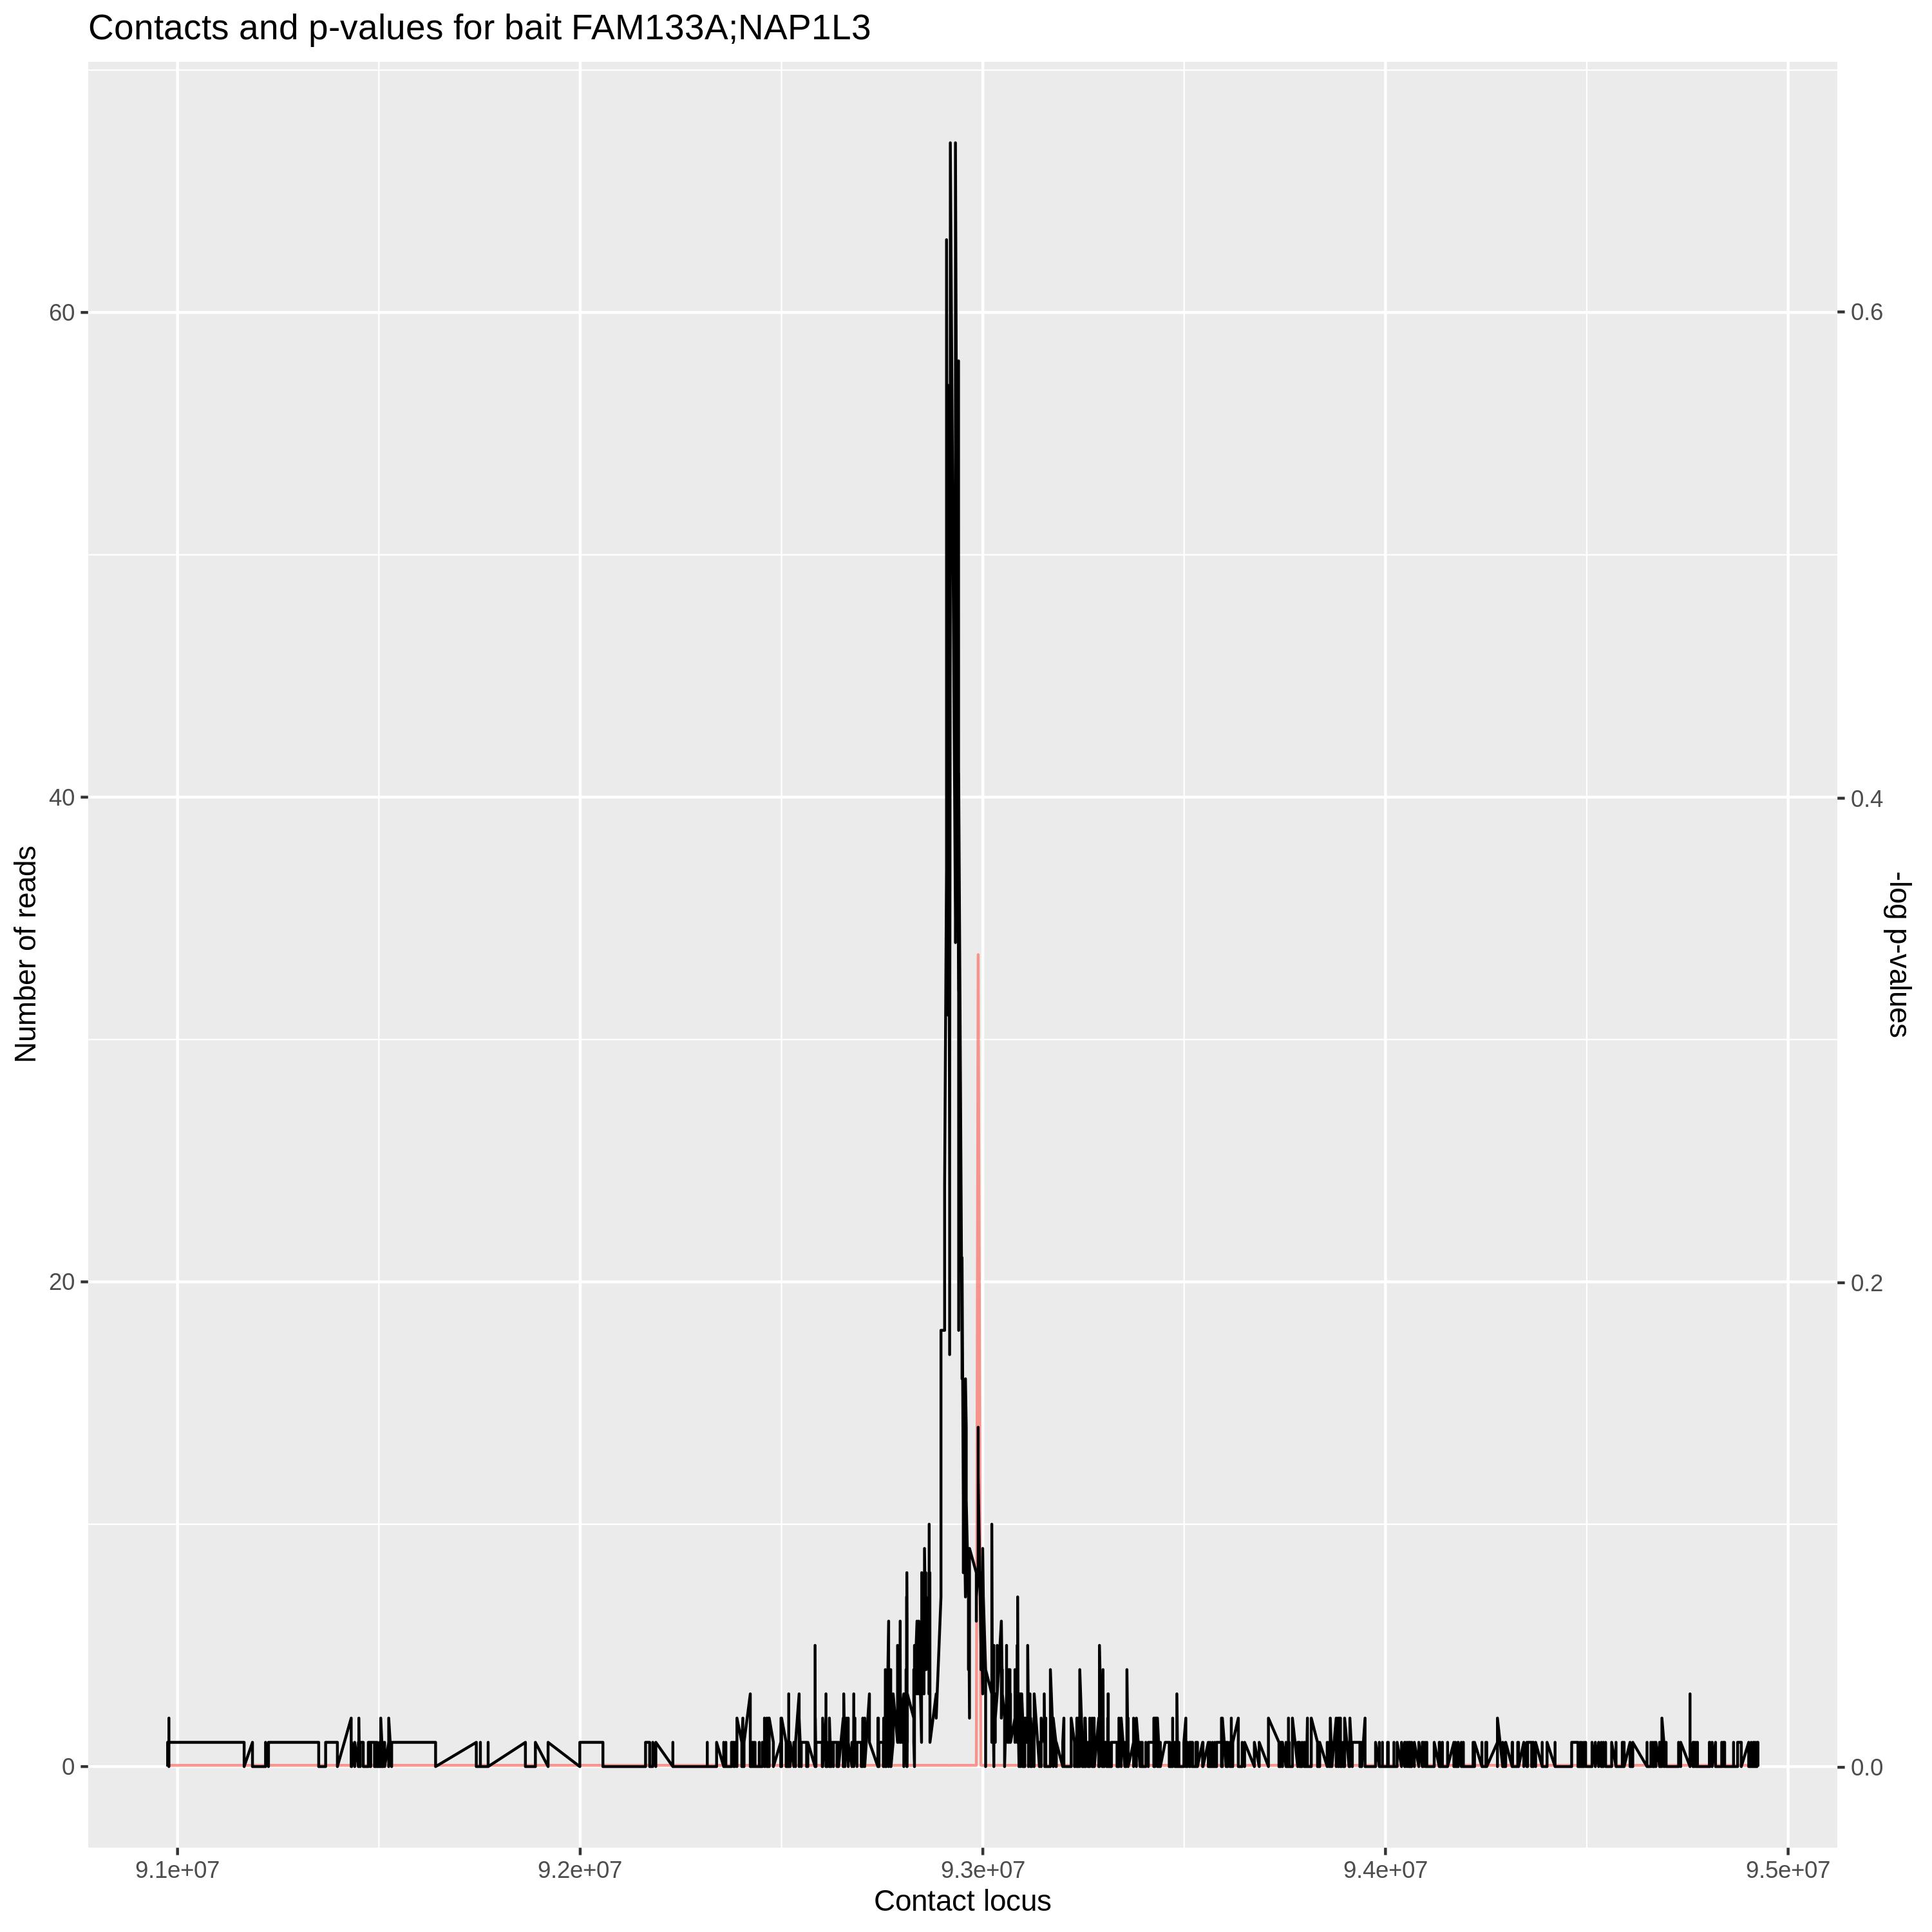 Contacts and p-values for bait FAM133A;NAP1L3
60
40
20
0
Number of reads
0.6
0.4
0.2
0.0
-log p-values
9.1e+07
9.2e+07
9.3e+07
9.4e+07
9.5e+07
Contact locus